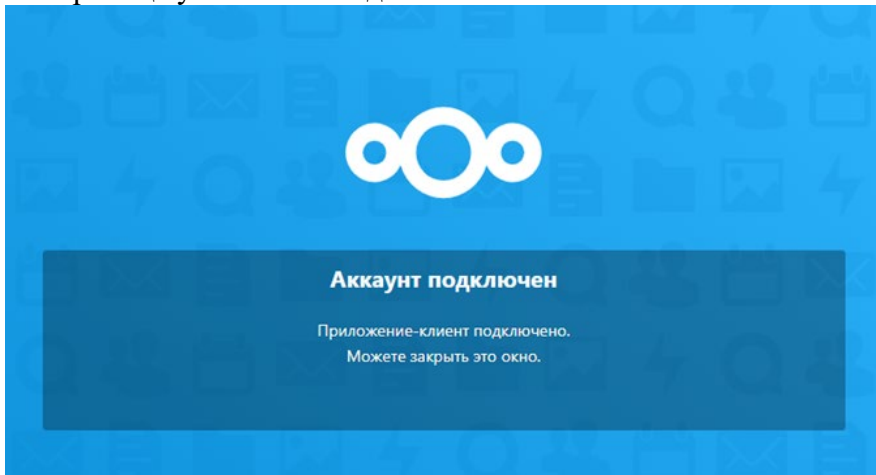 Аккаунт подключен
Приложение-клиент подключено.
Можете закрыть это окно.